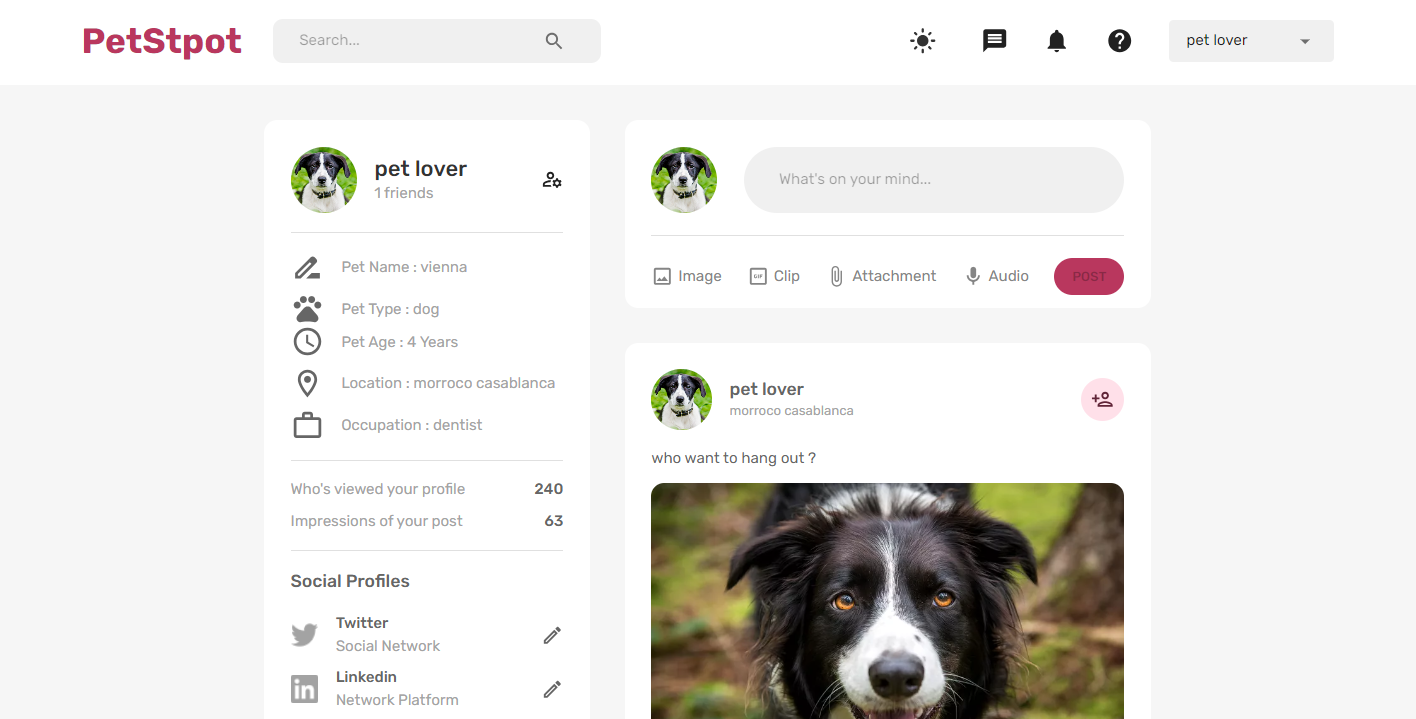 PetStpot
Search...
pet lover
pet lover
1 friends
Pet Name : vienna
Pet Type : dog
Pet Age : 4 Years
Location : morroco casablanca
Occupation : dentist
Who's viewed your profile 240
Impressions of your post 63
Social Profiles
Twitter
Social Network
Linkedin
Network Platform
What's on your mind...
Image
GIF Clip
Attachment
Audio
POST
pet lover
morroco casablanca
who want to hang out ?